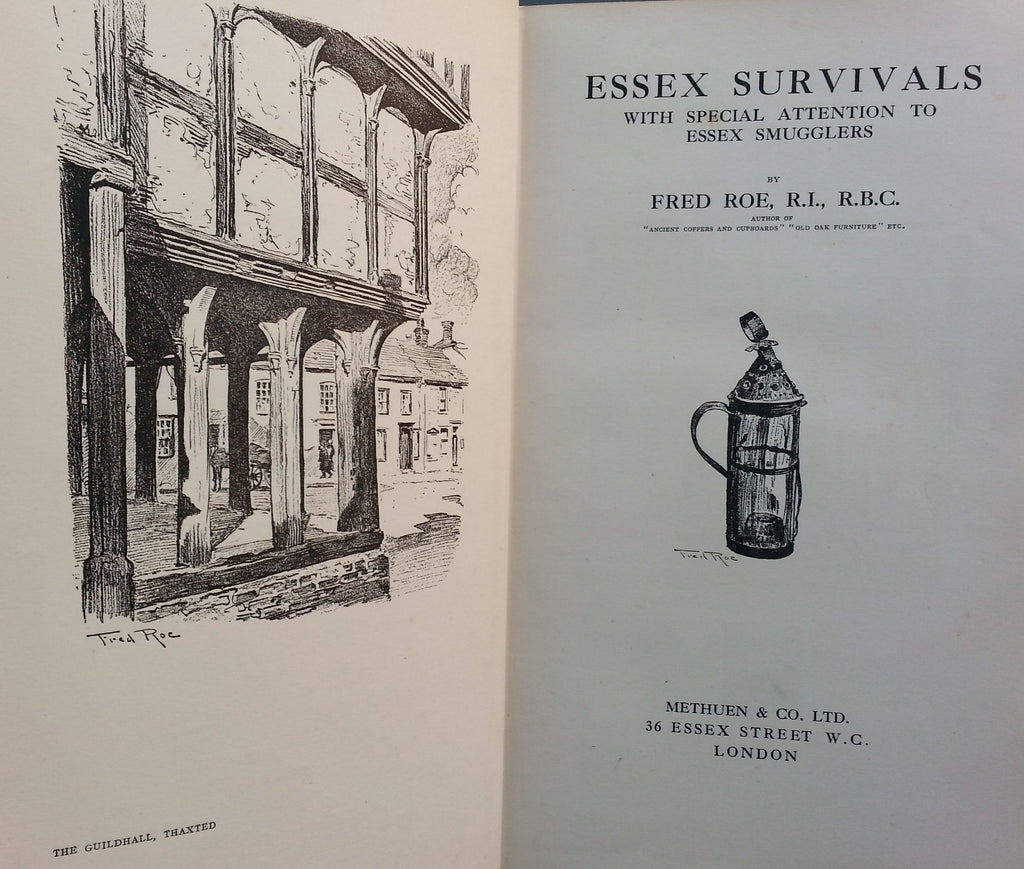 Fred Roe
THE GUILDHALL, THAXTED
ESSEX SURVIVALS
WITH SPECIAL ATTENTION TO
ESSEX SMUGGLERS
BY
FRED ROE, R.I., R.B.C.
AUTHOR OF
"ANCIENT COFFERS AND CUPBOARDS" "OLD OAK FURNITURE" ETC.
Fred Roe
METHUEN & CO. LTD.
36 ESSEX STREET W.C.
LONDON